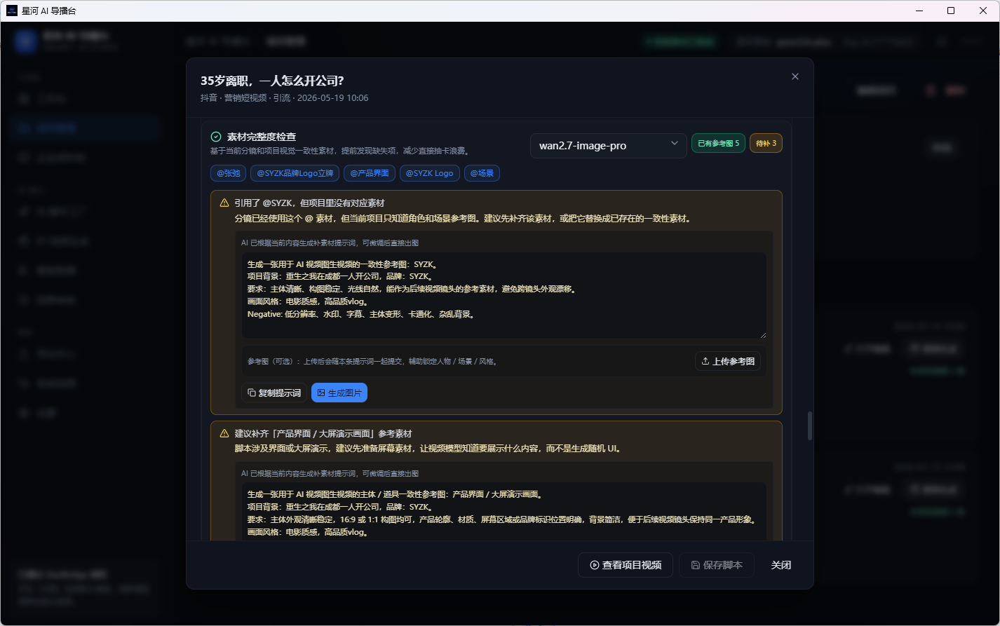 星河 AI 导播台
35岁离职，一人怎么开公司？
抖音 · 营销短视频 · 引流 · 2026-05-19 10:06
素材完整度检查
基于当前分镜和项目视觉一致性素材，提前发现缺失项，减少直接抽卡浪费。
wan2.7-image-pro
已有参考图 5
待补 3
@张弛
@SYZK品牌Logo立牌
@产品界面
@SYZK Logo
@场景
引用了 @SYZK，但项目里没有对应素材
分镜已经使用这个 @ 素材，但当前项目只知道角色和场景参考图。建议先补齐该素材，或把它替换成已存在的一致性素材。
AI 已根据当前内容生成补素材提示词，可微调后直接出图
生成一张用于 AI 视频图生视频的一致性参考图：SYZK。
项目背景：重生之我在成都一人开公司，品牌：SYZK。
要求：主体清晰、构图稳定、光线自然，能作为后续视频镜头的参考素材，避免跨镜头外观漂移。
画面风格：电影质感，高品质vlog。
Negative: 低分辨率、水印、字幕、主体变形、卡通化、杂乱背景。
参考图（可选）：上传后会随本条提示词一起提交，辅助锁定人物 / 场景 / 风格。
上传参考图
复制提示词
生成图片
建议补齐「产品界面 / 大屏演示画面」参考素材
脚本涉及界面或大屏演示，建议先准备屏幕素材，让视频模型知道要展示什么内容，而不是生成随机 UI。
AI 已根据当前内容生成补素材提示词，可微调后直接出图
生成一张用于 AI 视频图生视频的主体 / 道具一致性参考图：产品界面 / 大屏演示画面。
项目背景：重生之我在成都一人开公司，品牌：SYZK。
要求：主体外观清晰稳定，16:9 或 1:1 构图均可，产品轮廓、材质、屏幕区域或品牌标识位置明确，背景简洁，便于后续视频镜头保持同一产品形象。
画面风格：电影质感，高品质vlog。
查看项目视频
保存脚本
关闭